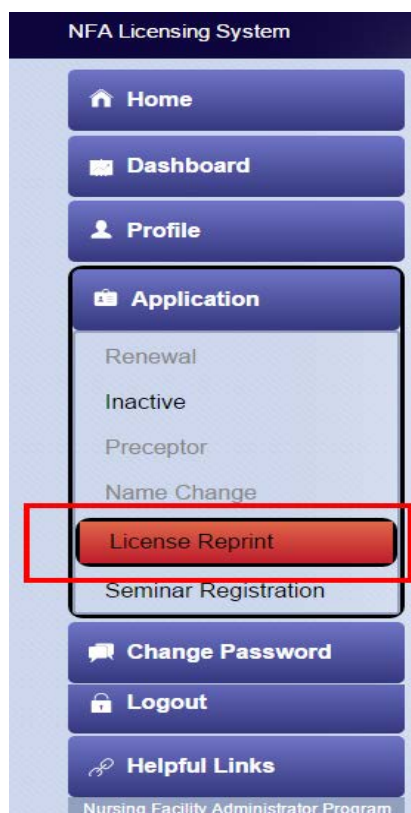 NFA Licensing System
Home
Dashboard
Profile
Application
Renewal
Inactive
Preceptor
Name Change
License Reprint
Seminar Registration
Change Password
Logout
Helpful Links
Nursing Facility Administrator Program